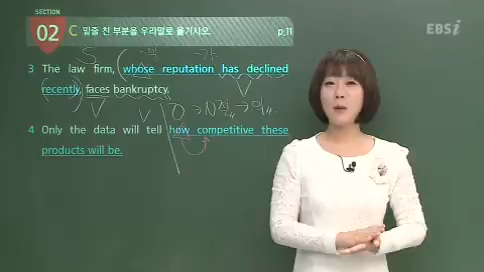 SECTION
02 C 밑줄 친 부분을 우리말로 옮기시오. p.11
EBSi
S
3 The law firm, (whose reputation has declined
recently,) faces bankruptcy.
V V V
4 Only the data will tell how competitive these
products will be.